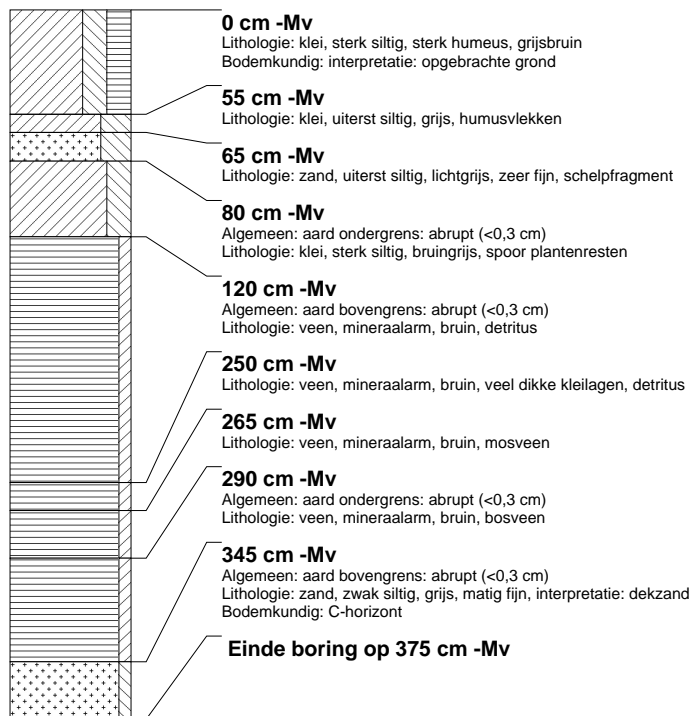 0 cm -Mv
Lithologie: klei, sterk siltig, sterk humeus, grijsbruin
Bodemkundig: interpretatie: opgebrachte grond
55 cm -Mv
Lithologie: klei, uiterst siltig, grijs, humusvlekken
65 cm -Mv
Lithologie: zand, uiterst siltig, lichtgrijs, zeer fijn, schelpfragment
80 cm -Mv
Algemeen: aard ondergrens: abrupt (<0,3 cm)
Lithologie: klei, sterk siltig, bruingrijs, spoor plantenresten
120 cm -Mv
Algemeen: aard bovengrens: abrupt (<0,3 cm)
Lithologie: veen, mineraalarm, bruin, detritus
250 cm -Mv
Lithologie: veen, mineraalarm, bruin, veel dikke kleilagen, detritus
265 cm -Mv
Lithologie: veen, mineraalarm, bruin, mosveen
290 cm -Mv
Algemeen: aard ondergrens: abrupt (<0,3 cm)
Lithologie: veen, mineraalarm, bruin, bosveen
345 cm -Mv
Algemeen: aard bovengrens: abrupt (<0,3 cm)
Lithologie: zand, zwak siltig, grijs, matig fijn, interpretatie: dekzand
Bodemkundig: C-horizont
Einde boring op 375 cm -Mv